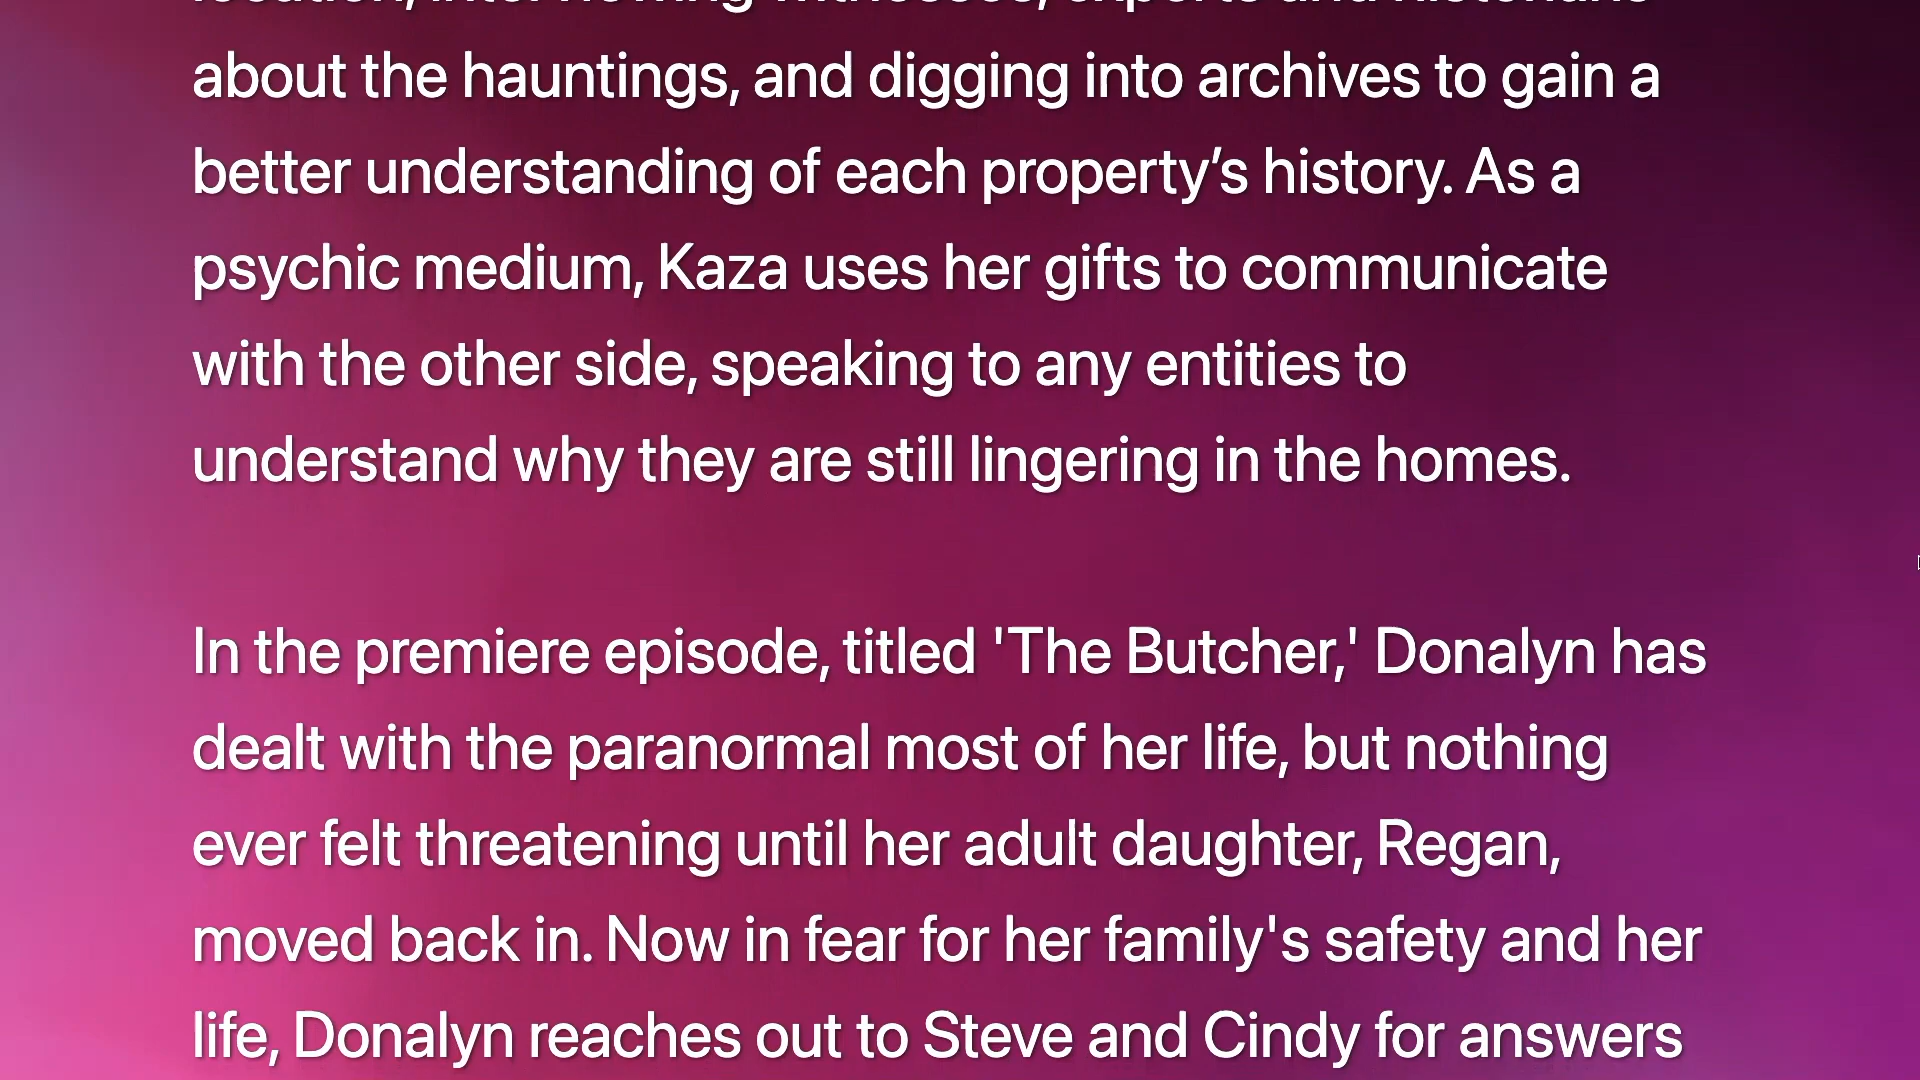 about the hauntings, and digging into archives to gain a
better understanding of each property’s history. As a
psychic medium, Kaza uses her gifts to communicate
with the other side, speaking to any entities to
understand why they are still lingering in the homes.
In the premiere episode, titled 'The Butcher,' Donalyn has
dealt with the paranormal most of her life, but nothing
ever felt threatening until her adult daughter, Regan,
moved back in. Now in fear for her family's safety and her
life, Donalyn reaches out to Steve and Cindy for answers